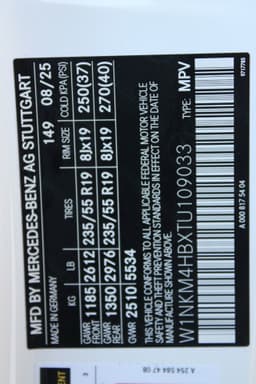 MFD BY MERCEDES-BENZ AG STUTTGART
MADE IN GERMANY 149 08/25
KG LB TIRES RIM SIZE COLD KPA(PSI)
GAWR FRONT 1185 2612 235/55 R19 8Jx19 250(37)
GAWR REAR 1350 2976 235/55 R19 8Jx19 270(40)
GVWR 2510 5534
THIS VEHICLE CONFORMS TO ALL APPLICABLE FEDERAL MOTOR VEHICLE
SAFETY AND THEFT PREVENTION STANDARDS IN EFFECT ON THE DATE OF
MANUFACTURE SHOWN ABOVE.
W1NKM4HBXTU109033 TYPE: MPV
A 000 817 54 04
A 254 584 47 08